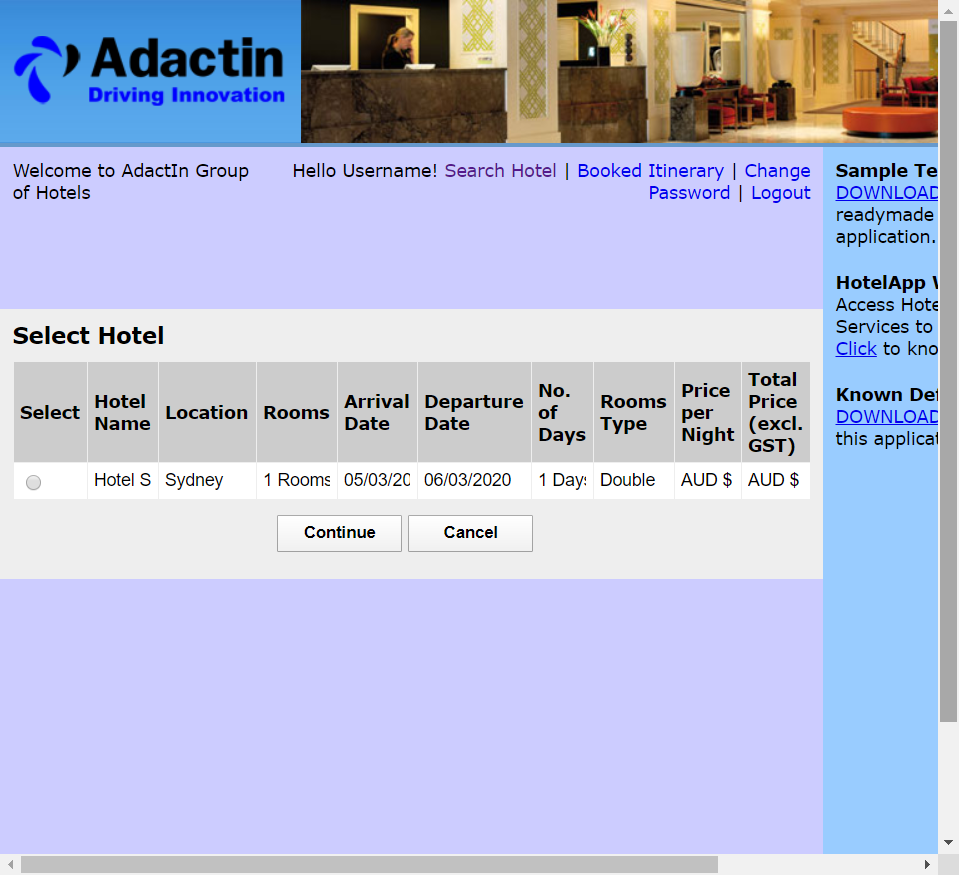 Adactin
Driving Innovation
Welcome to AdactIn Group
of Hotels
Hello Username! Search Hotel | Booked Itinerary | Change
Password | Logout
Sample Te
DOWNLOAD
readymade
application.
HotelApp W
Access Hote
Services to
Click to kno
Known Def
DOWNLOAD
this applicat
Select Hotel
Select
Hotel
Name
Location
Rooms
Arrival
Date
Departure
Date
No.
of
Days
Rooms
Type
Price
per
Night
Total
Price
(excl.
GST)
Hotel S
Sydney
1 Rooms
05/03/20
06/03/2020
1 Days
Double
AUD $
AUD $
Continue
Cancel